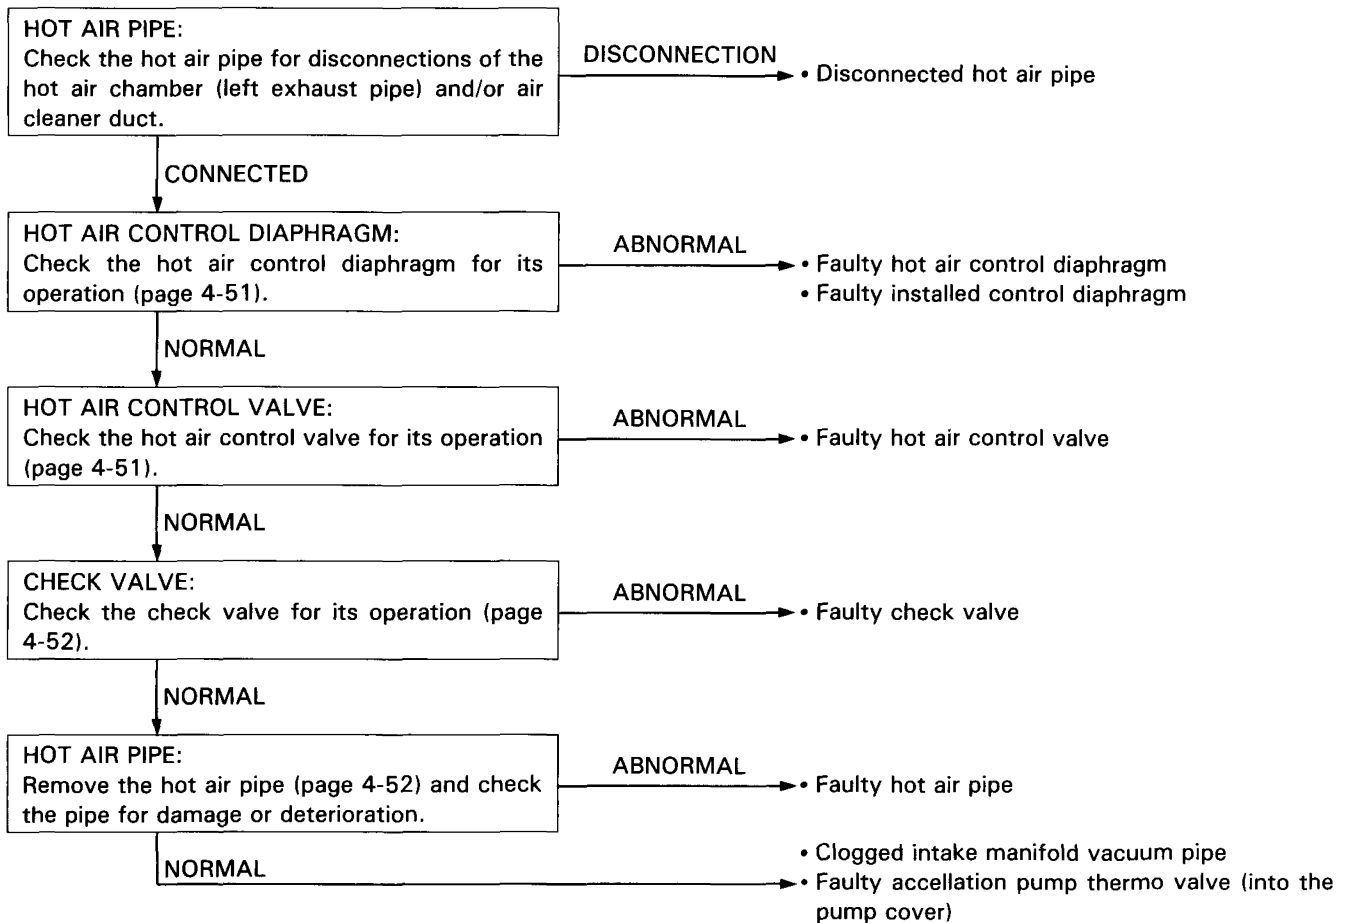 HOT AIR PIPE:
Check the hot air pipe for disconnections of the
hot air chamber (left exhaust pipe) and/or air
cleaner duct.
DISCONNECTION
• Disconnected hot air pipe
CONNECTED
HOT AIR CONTROL DIAPHRAGM:
Check the hot air control diaphragm for its
operation (page 4-51).
ABNORMAL
• Faulty hot air control diaphragm
• Faulty installed control diaphragm
NORMAL
HOT AIR CONTROL VALVE:
Check the hot air control valve for its operation
(page 4-51).
ABNORMAL
• Faulty hot air control valve
NORMAL
CHECK VALVE:
Check the check valve for its operation (page
4-52).
ABNORMAL
• Faulty check valve
NORMAL
HOT AIR PIPE:
Remove the hot air pipe (page 4-52) and check
the pipe for damage or deterioration.
ABNORMAL
• Faulty hot air pipe
NORMAL
• Clogged intake manifold vacuum pipe
• Faulty accellation pump thermo valve (into the
pump cover)